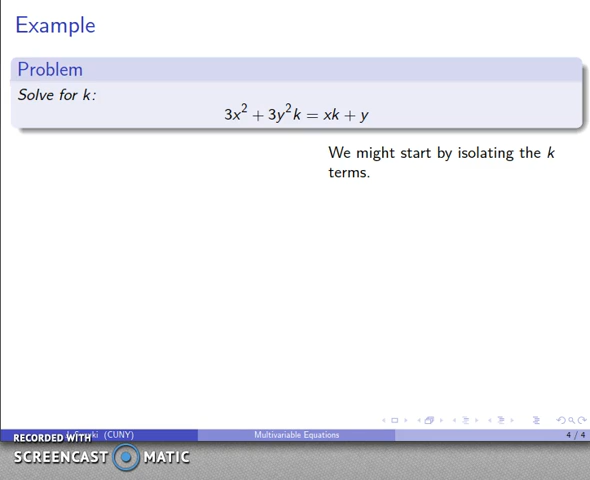 Example
Problem
Solve for k:
3x² + 3y²k = xk + y
We might start by isolating the k
terms.
(CUNY) Multivariable Equations 4 / 4
RECORDED WITH
SCREENCAST MATIC